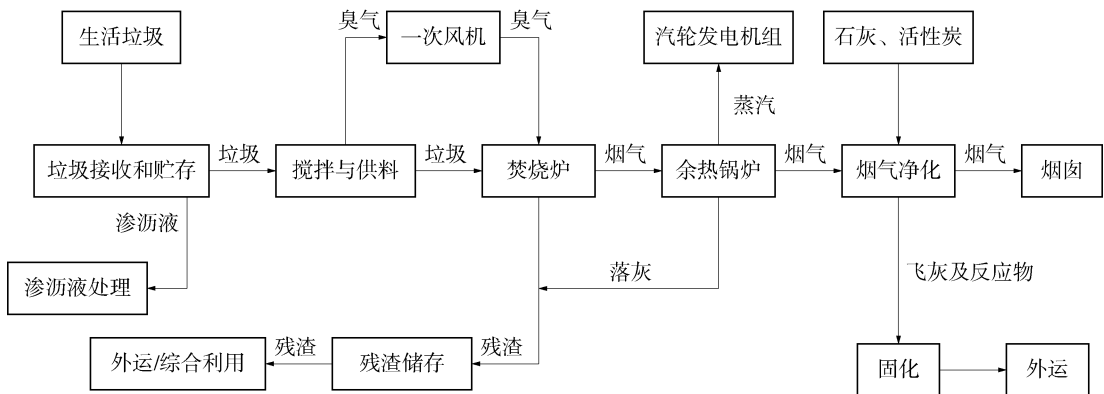 臭气
臭气
生活垃圾
一次风机
汽轮发电机组
石灰、活性炭
蒸汽
垃圾
垃圾
烟气
烟气
烟气
垃圾接收和贮存
搅拌与供料
焚烧炉
余热锅炉
烟气净化
烟囱
渗沥液
渗沥液处理
落灰
飞灰及反应物
残渣
残渣
外运/综合利用
残渣储存
固化
外运